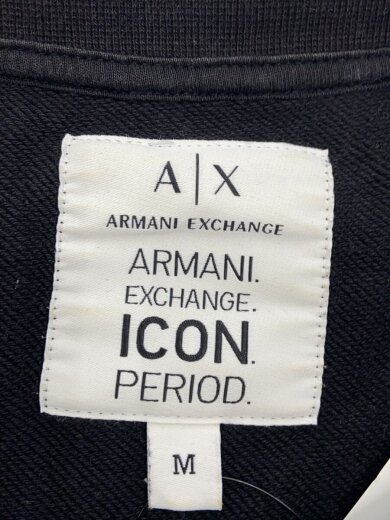 A|X
ARMANI EXCHANGE
ARMANI.
EXCHANGE.
ICON.
PERIOD.
M